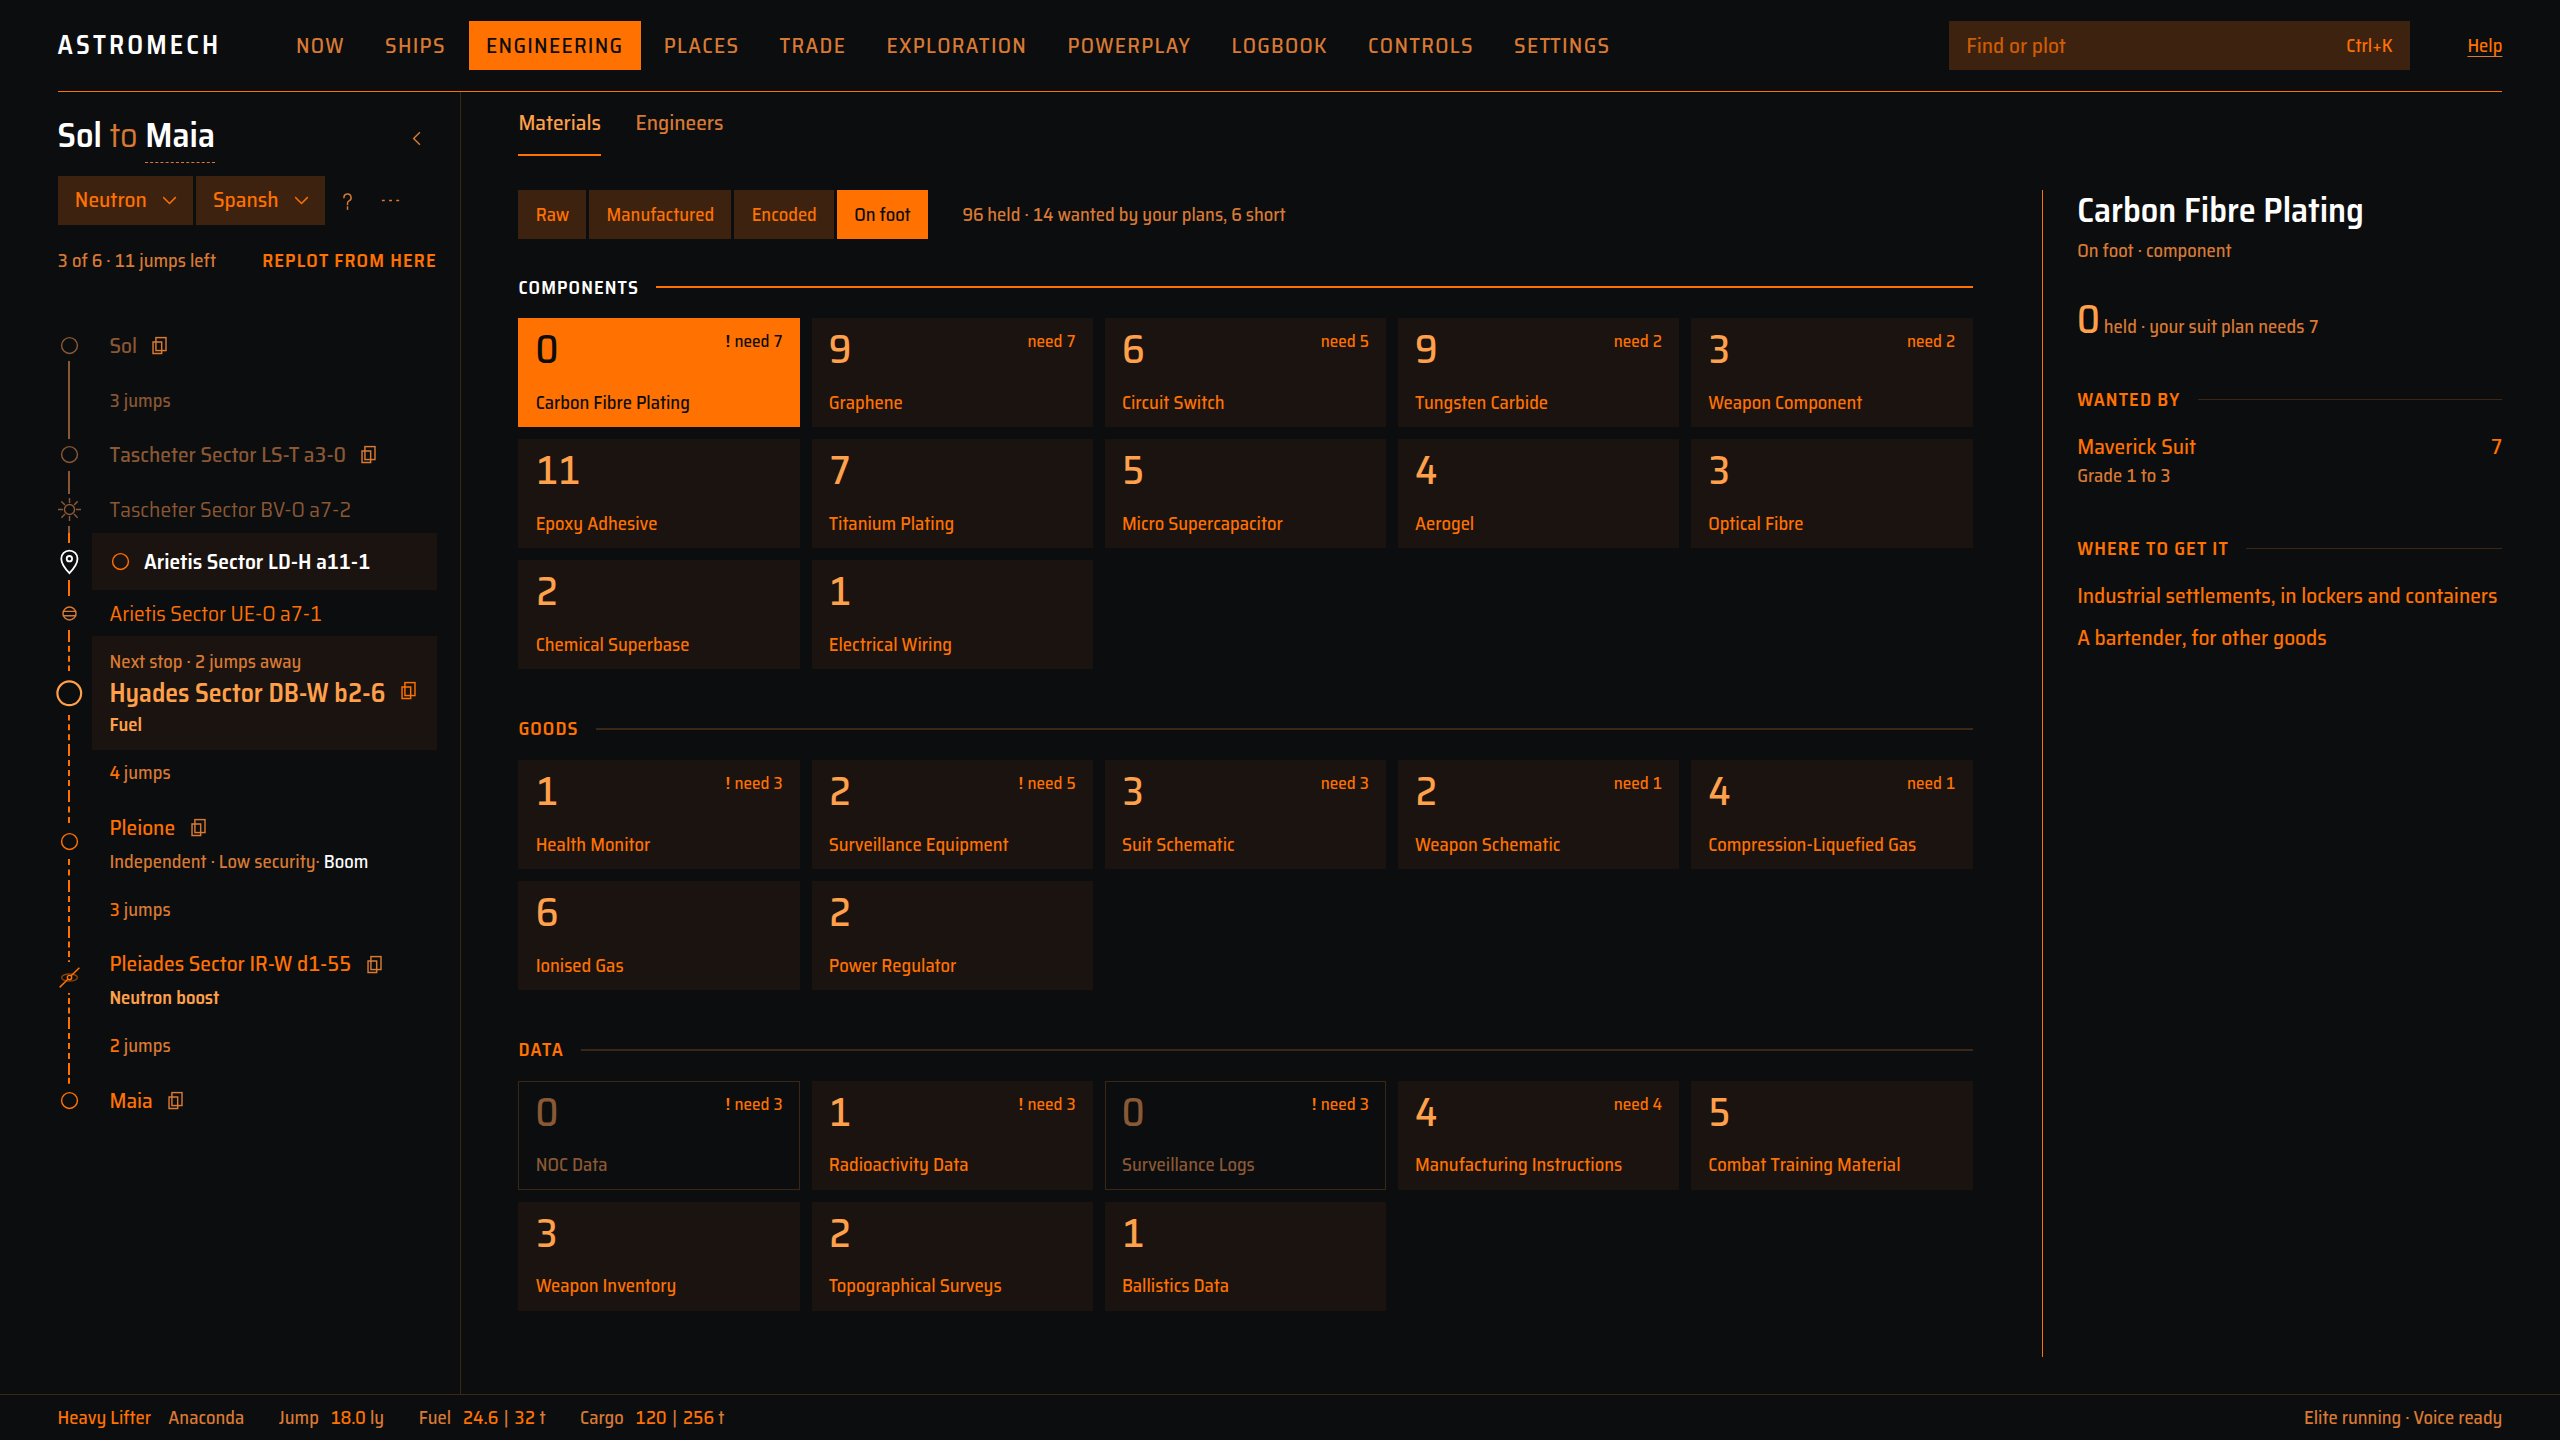 ASTROMECH NOW SHIPS ENGINEERING PLACES TRADE EXPLORATION POWERPLAY LOGBOOK CONTROLS SETTINGS Find or plot Ctrl+K Help
Sol to Maia
Neutron Spansh ? ···
3 of 6 · 11 jumps left REPLOT FROM HERE
Sol
3 jumps
Tascheter Sector LS-T a3-0
Tascheter Sector BV-O a7-2
Arietis Sector LD-H a11-1
Arietis Sector UE-O a7-1
Next stop · 2 jumps away
Hyades Sector DB-W b2-6
Fuel
4 jumps
Pleione
Independent · Low security · Boom
3 jumps
Pleiades Sector IR-W d1-55
Neutron boost
2 jumps
Maia
Materials Engineers
Raw Manufactured Encoded On foot 96 held · 14 wanted by your plans, 6 short
COMPONENTS
0 ! need 7
Carbon Fibre Plating
9 need 7
Graphene
6 need 5
Circuit Switch
9 need 2
Tungsten Carbide
3 need 2
Weapon Component
11
Epoxy Adhesive
7
Titanium Plating
5
Micro Supercapacitor
4
Aerogel
3
Optical Fibre
2
Chemical Superbase
1
Electrical Wiring
GOODS
1 ! need 3
Health Monitor
2 ! need 5
Surveillance Equipment
3 need 3
Suit Schematic
2 need 1
Weapon Schematic
4 need 1
Compression-Liquefied Gas
6
Ionised Gas
2
Power Regulator
DATA
0 ! need 3
NOC Data
1 ! need 3
Radioactivity Data
0 ! need 3
Surveillance Logs
4 need 4
Manufacturing Instructions
5
Combat Training Material
3
Weapon Inventory
2
Topographical Surveys
1
Ballistics Data
Carbon Fibre Plating
On foot · component
0 held · your suit plan needs 7
WANTED BY
Maverick Suit 7
Grade 1 to 3
WHERE TO GET IT
Industrial settlements, in lockers and containers
A bartender, for other goods
Heavy Lifter Anaconda Jump 18.0 ly Fuel 24.6 | 32 t Cargo 120 | 256 t Elite running · Voice ready